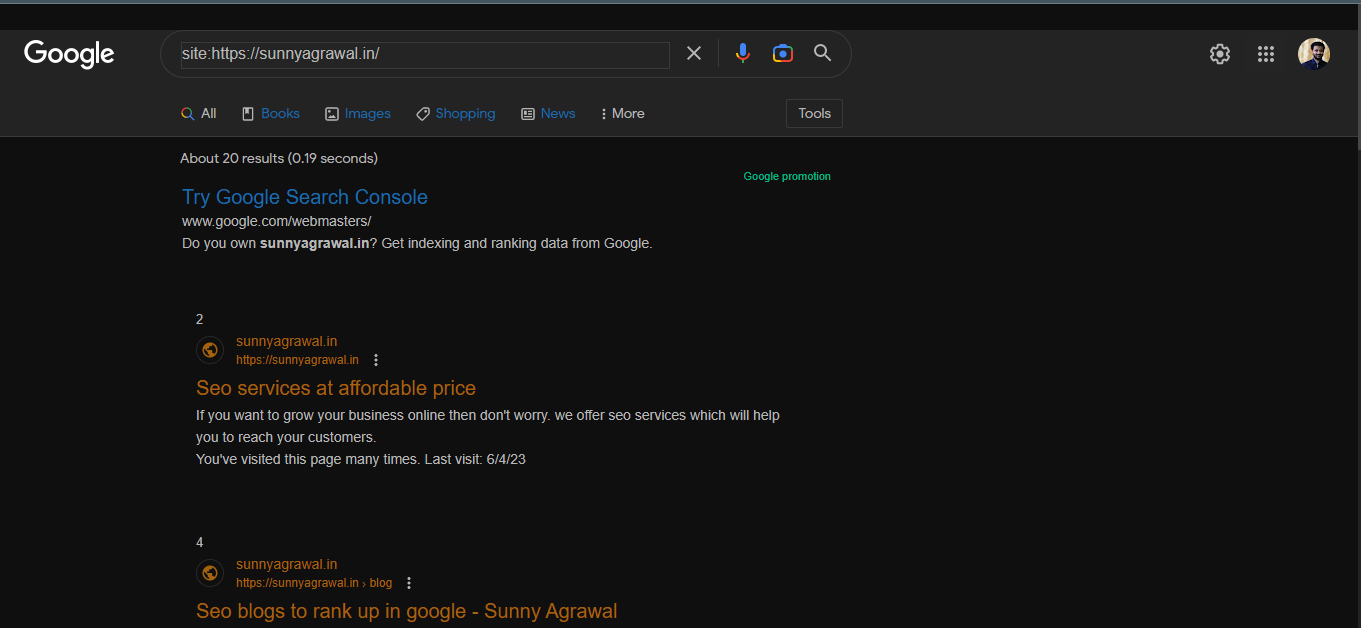 Google
site:https://sunnyagrawal.in/
All Books Images Shopping News More Tools
About 20 results (0.19 seconds)
Google promotion
Try Google Search Console
www.google.com/webmasters/
Do you own sunnyagrawal.in? Get indexing and ranking data from Google.
2
sunnyagrawal.in
https://sunnyagrawal.in
Seo services at affordable price
If you want to grow your business online then don't worry. we offer seo services which will help
you to reach your customers.
You've visited this page many times. Last visit: 6/4/23
4
sunnyagrawal.in
https://sunnyagrawal.in › blog
Seo blogs to rank up in google - Sunny Agrawal